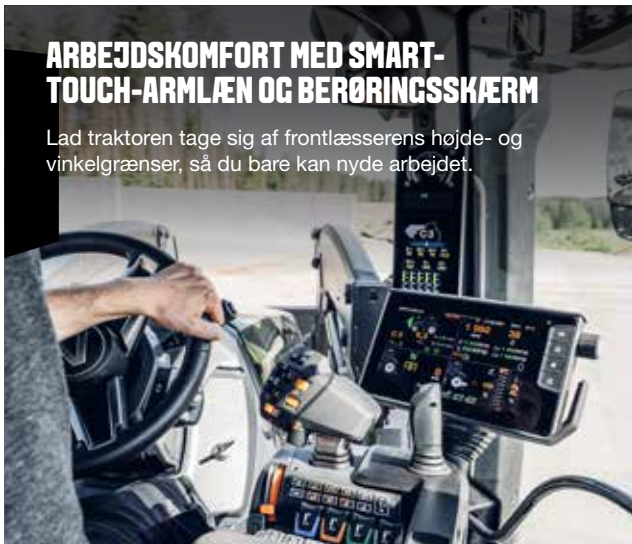 ARBEJDSKOMFORT MED SMART-
TOUCH-ARMLÆN OG BERØRINGSSKÆRM
Lad traktoren tage sig af frontlæsserens højde- og
vinkelgrænser, så du bare kan nyde arbejdet.
C3